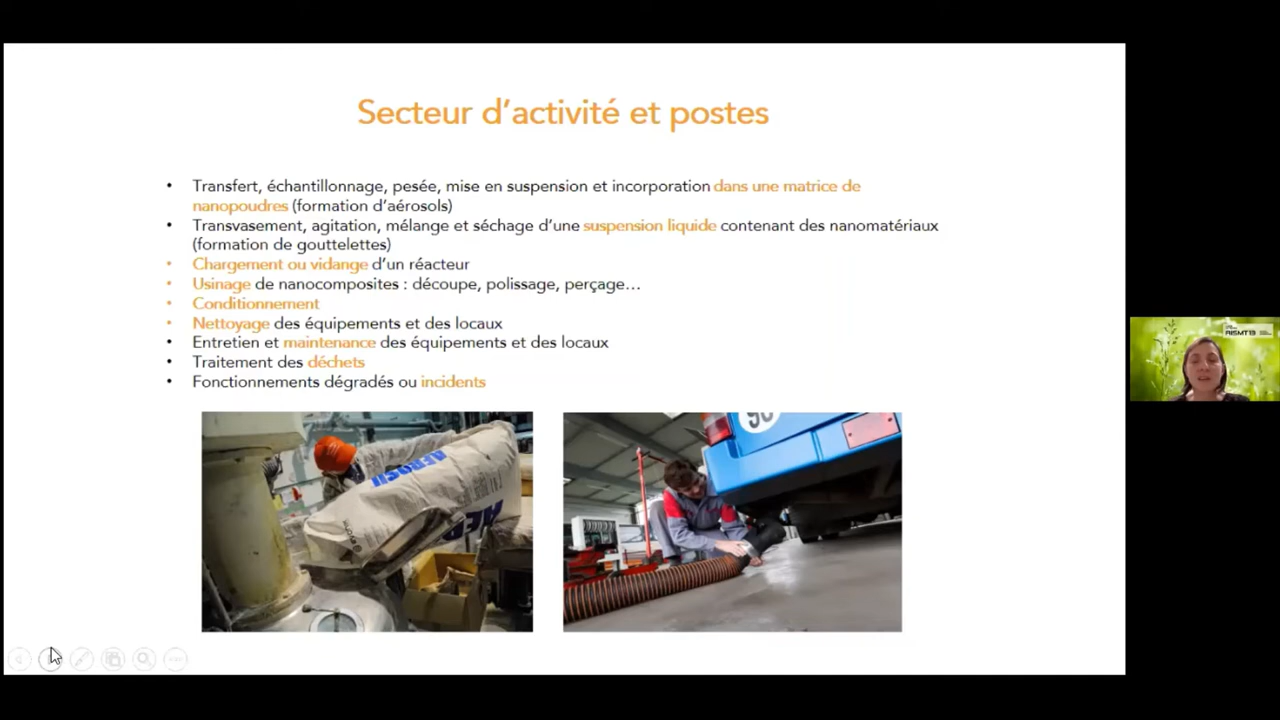 Secteur d'activité et postes
• Transfert, échantillonnage, pesée, mise en suspension et incorporation dans une matrice de
nanopoudres (formation d'aérosols)
• Transvasement, agitation, mélange et séchage d'une suspension liquide contenant des nanomatériaux
(formation de gouttelettes)
• Chargement ou vidange d'un réacteur
• Usinage de nanocomposites : découpe, polissage, perçage…
• Conditionnement
• Nettoyage des équipements et des locaux
• Entretien et maintenance des équipements et des locaux
• Traitement des déchets
• Fonctionnements dégradés ou incidents
AEROSIL
90
AISMT13